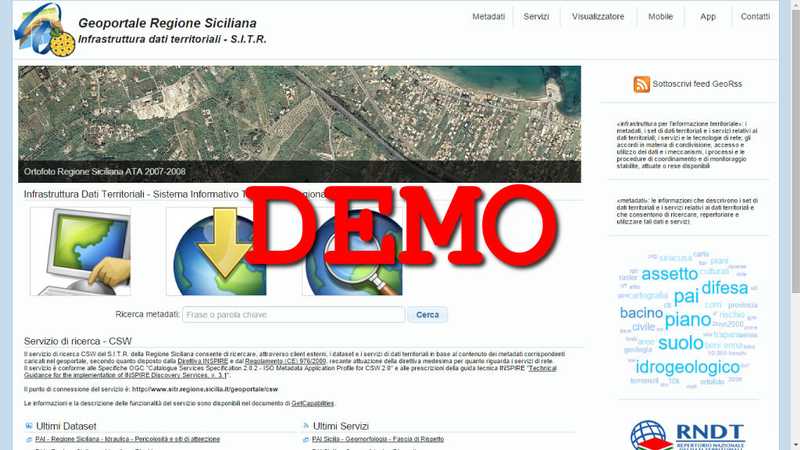 Geoportale Regione Siciliana
Infrastruttura dati territoriali - S.I.T.R.
Metadati
Servizi
Visualizzatore
Mobile
App
Contatti
Ortofoto Regione Siciliana ATA 2007-2008
Infrastruttura Dati Territoriali - Sistema Informativo T
DEMO
Ricerca metadati:
Frase o parola chiave
Cerca
Servizio di ricerca - CSW
Il servizio di ricerca CSW del S.I.T.R. della Regione Siciliana consente di ricercare, attraverso client esterni, i dataset e i servizi di dati territoriali in base al contenuto dei metadati corrispondenti
caricati nel geoportale, secondo quanto disposto dalla Direttiva INSPIRE e dal Regolamento (CE) 976/2009, recante attuazione della direttiva medesima per quanto riguarda i servizi di rete.
Il servizio è conforme alle Specifiche OGC "Catalogue Services Specification 2.0.2 - ISO Metadata Application Profile for CSW 2.0" e alle prescrizioni della guida tecnica INSPIRE "Technical
Guidance for the implementation of INSPIRE Discovery Services, v. 3.1".
Il punto di connessione del servizio è: http://www.sitr.regione.sicilia.it/geoportale/csw
Le informazioni e la descrizione delle funzionalità del servizio sono disponibili nel documento di GetCapabilities.
Ultimi Dataset
PAI - Regione Siciliana - Idraulica - Pericolosità e siti di attenzione
Ultimi Servizi
PAI Sicilia - Geomorfologia - Fascia di Rispetto
Sottoscrivi feed GeoRss
«infrastruttura per l'informazione territoriale»: i
metadati, i set di dati territoriali e i servizi relativi ai
dati territoriali; i servizi e le tecnologie di rete; gli
accordi in materia di condivisione, accesso e
utilizzo dei dati e i meccanismi, i processi e le
procedure di coordinamento e di monitoraggio
stabilite, attuate o rese disponibili
«metadati»: le informazioni che descrivono i set di
dati territoriali e i servizi relativi ai dati territoriali e
che consentono di ricercare, repertoriare e
utilizzare tali dati e servizi.
siracusa carta
piani
assetto culturali
pai difesa
cartografia
corsi provincia
bacino piano rischio
civile
2000
trapani
aree suolo beni
geologia
idrogeologico
10k
ortofoto
RNDT
REPERTORIO NAZIONALE
DEI DATI TERRITORIALI